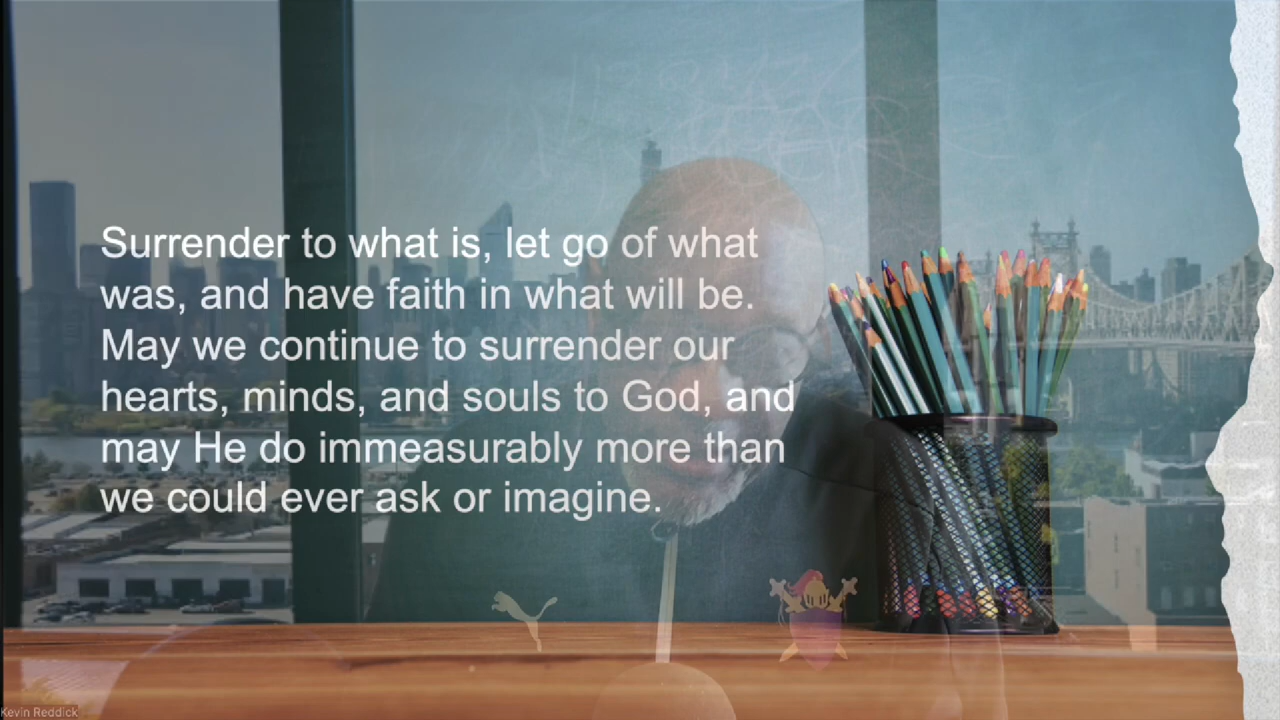 Surrender to what is, let go of what
was, and have faith in what will be.
May we continue to surrender our
hearts, minds, and souls to God, and
may He do immeasurably more than
we could ever ask or imagine.
Kevin Reddick